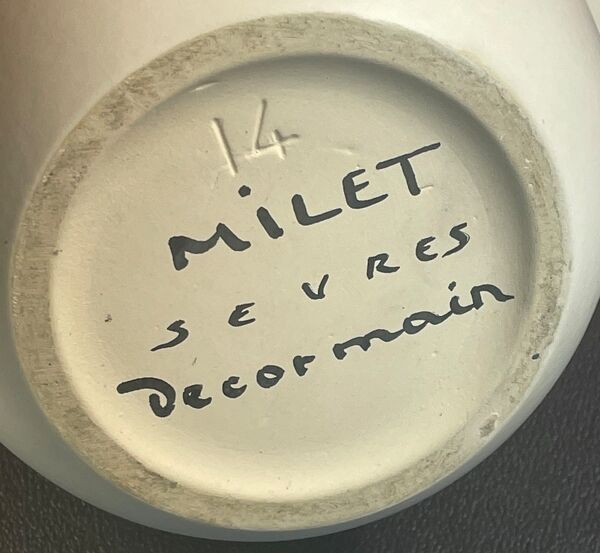 14
MiLET
SEVRES
Decor main